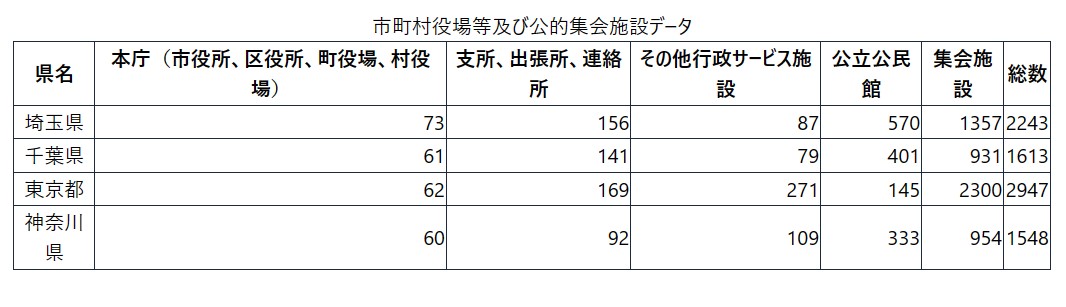 市町村役場等及び公的集会施設データ
県名 本庁（市役所、区役所、町役場、村役場） 支所、出張所、連絡所 その他行政サービス施設 公立公民館 集会施設 総数
埼玉県 73 156 87 570 1357 2243
千葉県 61 141 79 401 931 1613
東京都 62 169 271 145 2300 2947
神奈川県 60 92 109 333 954 1548